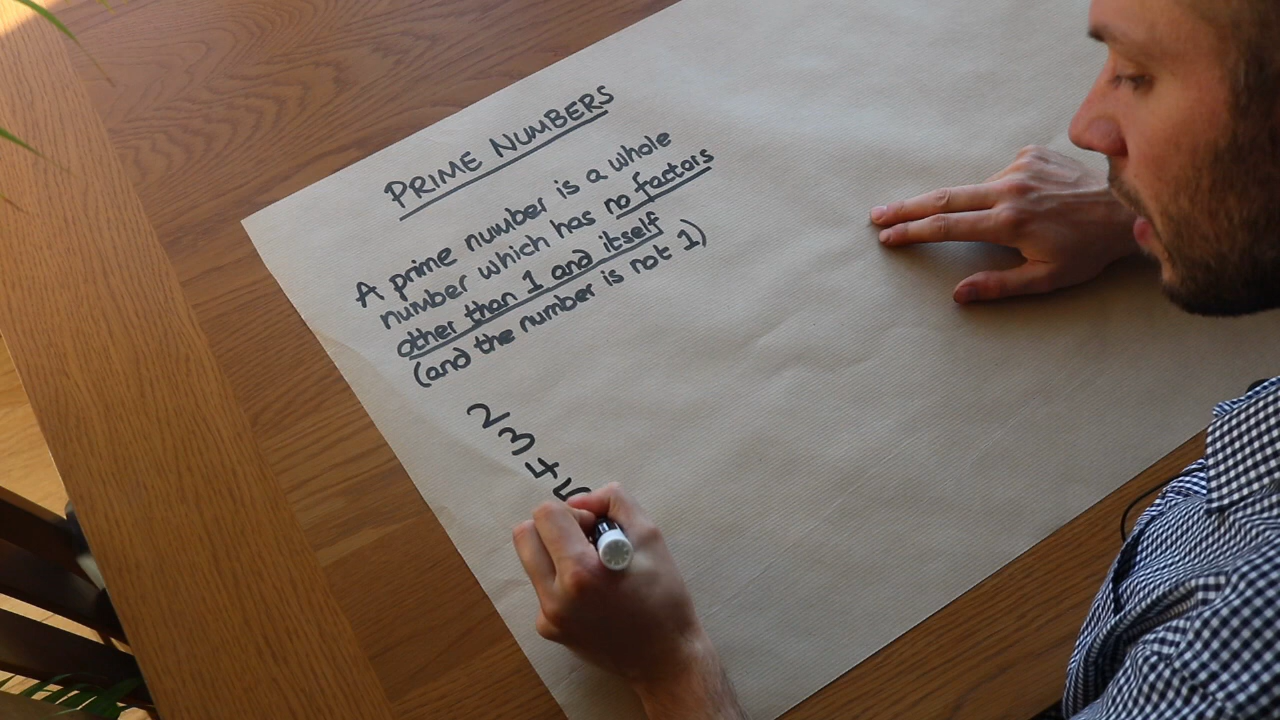 PRIME NUMBERS
A prime number is a whole
number which has no factors
other than 1 and itself
(and the number is not 1)
2
3
4
5